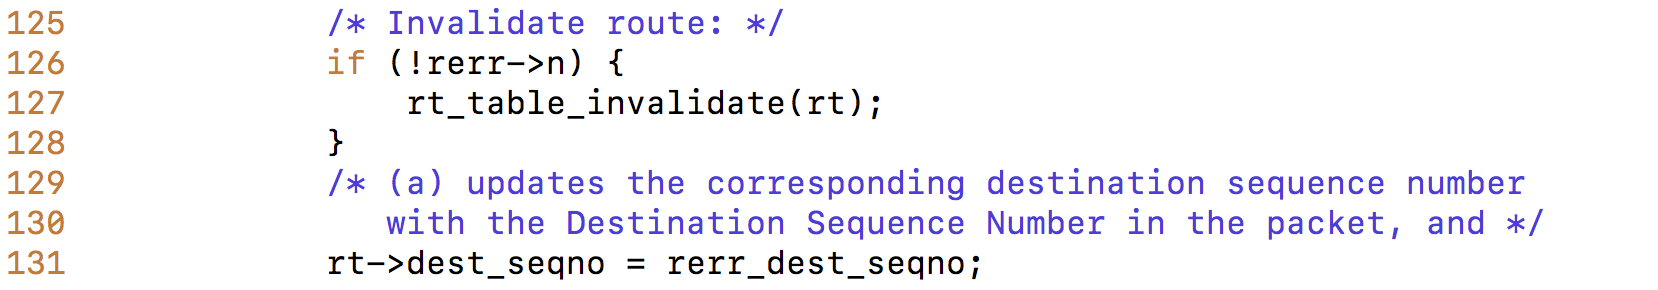 125             /* Invalidate route: */
126             if (!rerr->n) {
127                 rt_table_invalidate(rt);
128             }
129             /* (a) updates the corresponding destination sequence number
130                with the Destination Sequence Number in the packet, and */
131             rt->dest_seqno = rerr_dest_seqno;